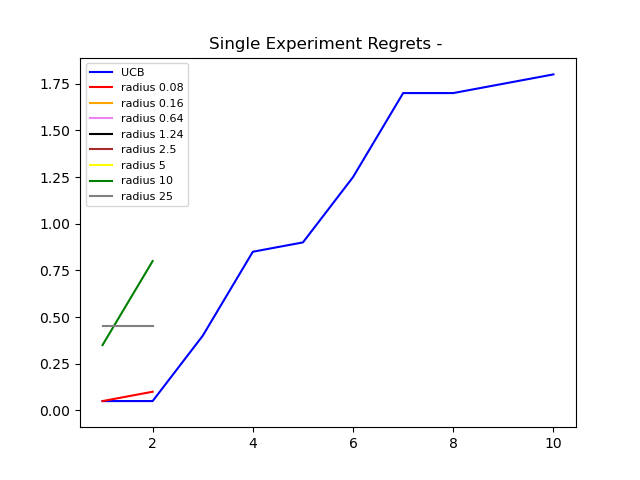 Single Experiment Regrets -
UCB
radius 0.08
radius 0.16
radius 0.64
radius 1.24
radius 2.5
radius 5
radius 10
radius 25
1.75
1.50
1.25
1.00
0.75
0.50
0.25
0.00
2
4
6
8
10